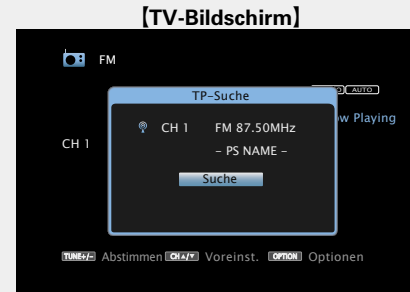 【TV-Bildschirm】
FM
AUTO
TP-Suche
Now Playing
CH 1
CH 1 FM 87.50MHz
– PS NAME –
Suche
TUNE+/– Abstimmen CH▲/▼ Voreinst. OPTION Optionen